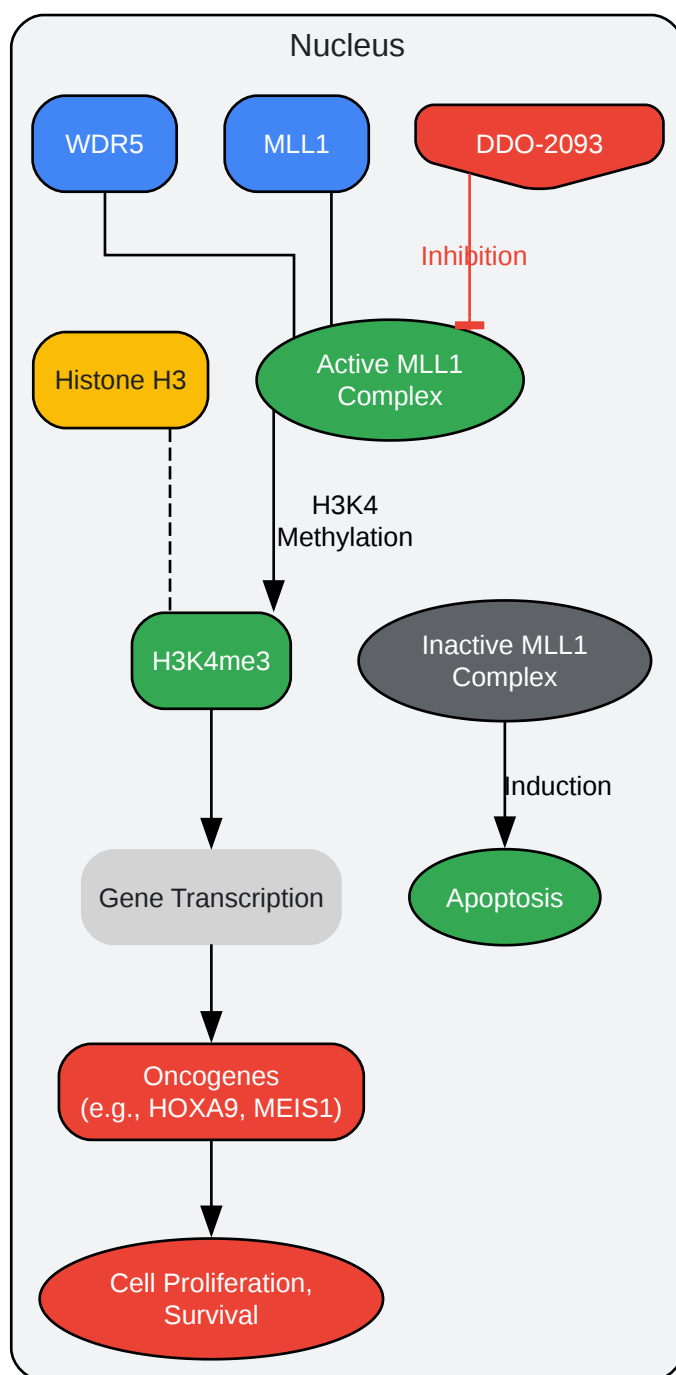 Nucleus
WDR5
MLL1
DDO-2093
Inhibition
Histone H3
Active MLL1
Complex
H3K4
Methylation
H3K4me3
Inactive MLL1
Complex
Induction
Gene Transcription
Apoptosis
Oncogenes
(e.g., HOXA9, MEIS1)
Cell Proliferation,
Survival